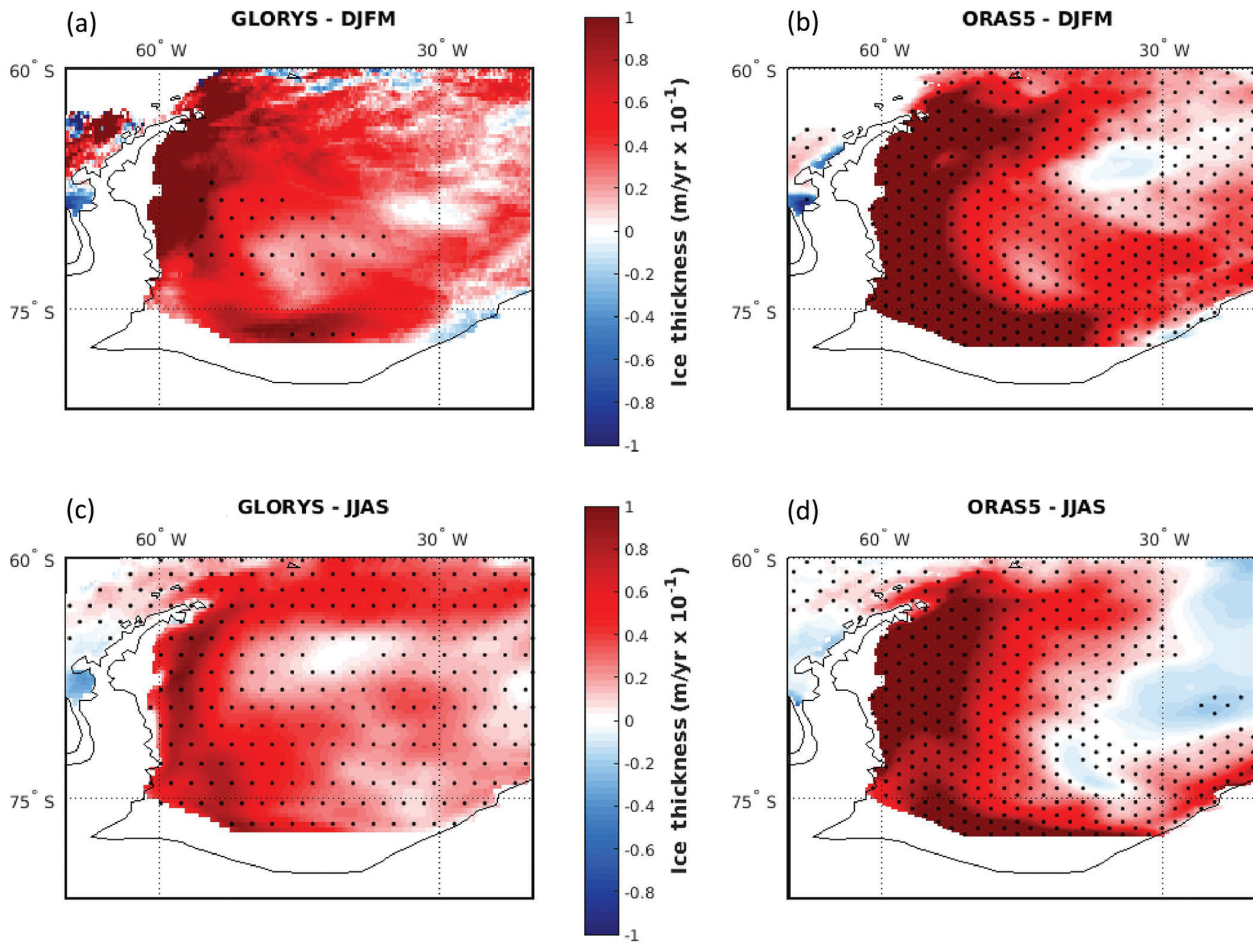 (a)
GLORYS - DJFM
60° W
30° W
60° S
75° S
1
0.8
0.6
0.4
0.2
0
-0.2
-0.4
-0.6
-0.8
-1
Ice thickness (m/yr x 10⁻¹)
(b)
ORAS5 - DJFM
60° W
30° W
60° S
75° S
(c)
GLORYS - JJAS
60° W
30° W
60° S
75° S
1
0.8
0.6
0.4
0.2
0
-0.2
-0.4
-0.6
-0.8
-1
Ice thickness (m/yr x 10⁻¹)
(d)
ORAS5 - JJAS
60° W
30° W
60° S
75° S